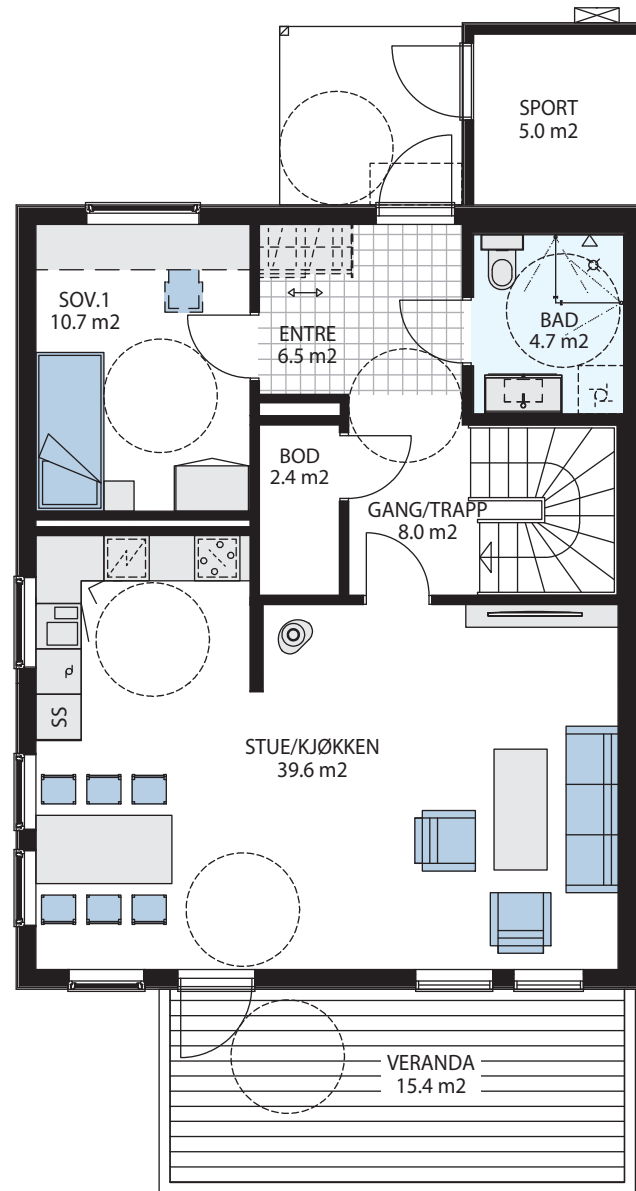 SPORT
5.0 m2
SOV.1
10.7 m2
ENTRE
6.5 m2
BAD
4.7 m2
BOD
2.4 m2
GANG/TRAPP
8.0 m2
SS
STUE/KJØKKEN
39.6 m2
VERANDA
15.4 m2